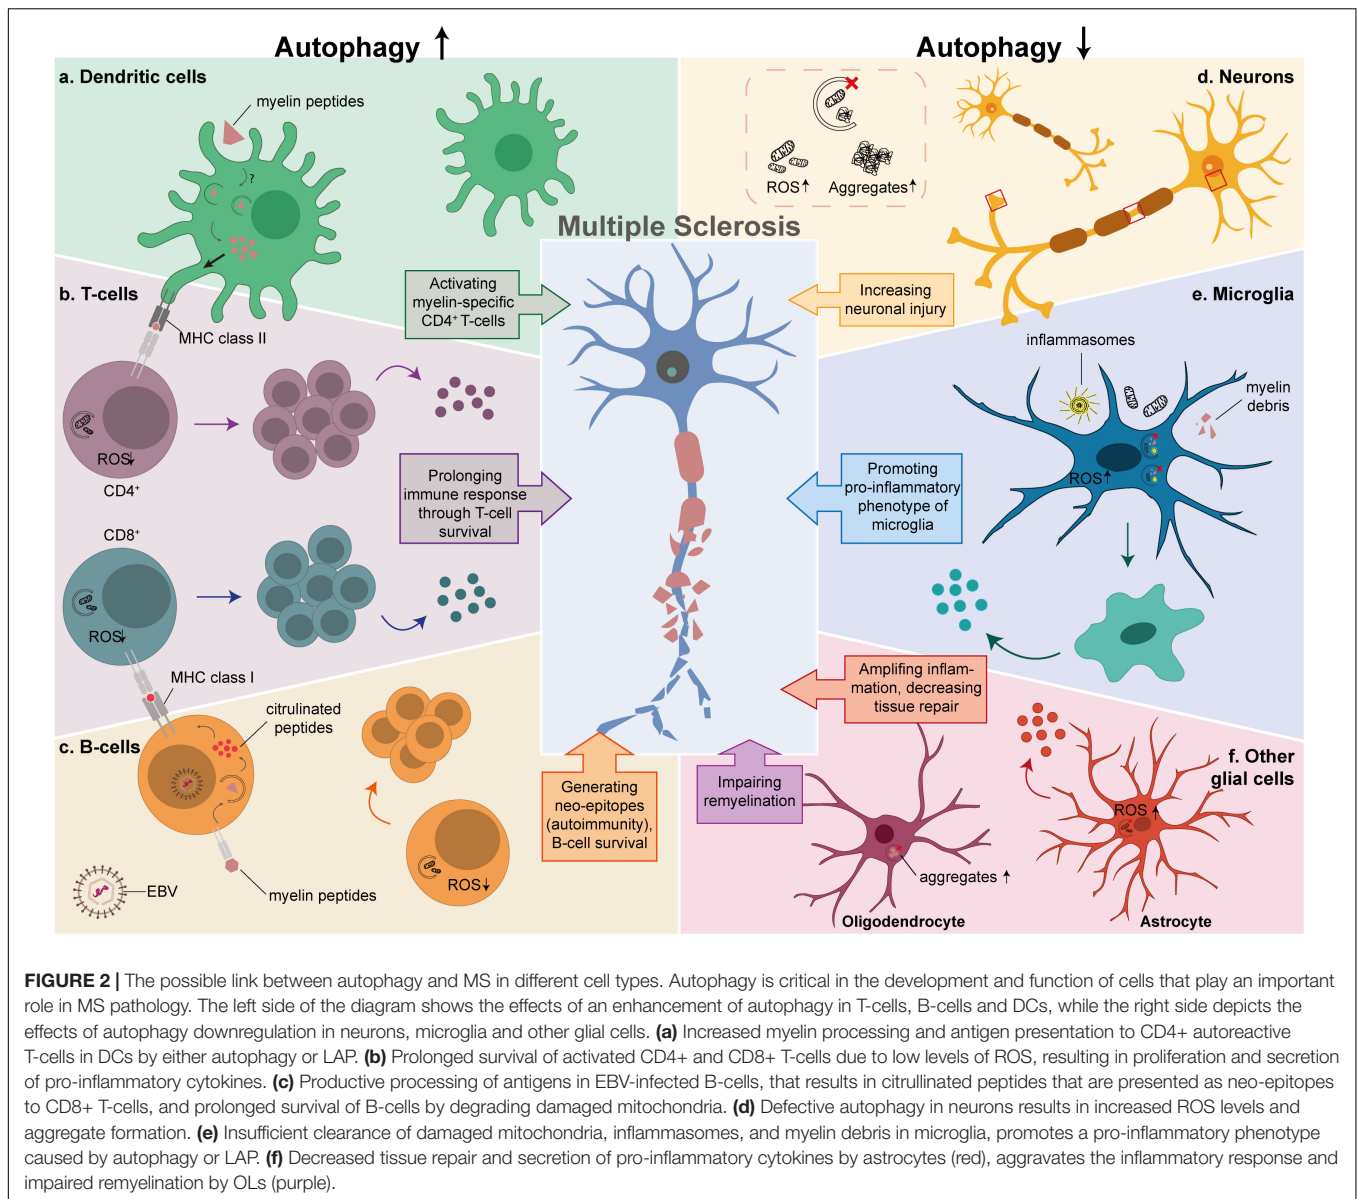 Autophagy ↑
Autophagy ↓
a. Dendritic cells
myelin peptides
?
d. Neurons
ROS↑
Aggregates↑
Multiple Sclerosis
b. T-cells
MHC class II
Activating
myelin-specific
CD4+ T-cells
Increasing
neuronal injury
e. Microglia
inflammasomes
myelin
debris
ROS↓
CD4+
CD8+
Prolonging
immune response
through T-cell
survival
Promoting
pro-inflammatory
phenotype of
microglia
ROS↑
ROS↓
MHC class I
citrulinated
peptides
c. B-cells
Amplifing inflam-
mation, decreasing
tissue repair
Generating
neo-epitopes
(autoimmunity),
B-cell survival
Impairing
remyelination
f. Other
glial cells
ROS ↑
ROS↓
EBV
myelin peptides
aggregates ↑
Oligodendrocyte
Astrocyte
FIGURE 2 | The possible link between autophagy and MS in different cell types. Autophagy is critical in the development and function of cells that play an important
role in MS pathology. The left side of the diagram shows the effects of an enhancement of autophagy in T-cells, B-cells and DCs, while the right side depicts the
effects of autophagy downregulation in neurons, microglia and other glial cells. (a) Increased myelin processing and antigen presentation to CD4+ autoreactive
T-cells in DCs by either autophagy or LAP. (b) Prolonged survival of activated CD4+ and CD8+ T-cells due to low levels of ROS, resulting in proliferation and secretion
of pro-inflammatory cytokines. (c) Productive processing of antigens in EBV-infected B-cells, that results in citrullinated peptides that are presented as neo-epitopes
to CD8+ T-cells, and prolonged survival of B-cells by degrading damaged mitochondria. (d) Defective autophagy in neurons results in increased ROS levels and
aggregate formation. (e) Insufficient clearance of damaged mitochondria, inflammasomes, and myelin debris in microglia, promotes a pro-inflammatory phenotype
caused by autophagy or LAP. (f) Decreased tissue repair and secretion of pro-inflammatory cytokines by astrocytes (red), aggravates the inflammatory response and
impaired remyelination by OLs (purple).